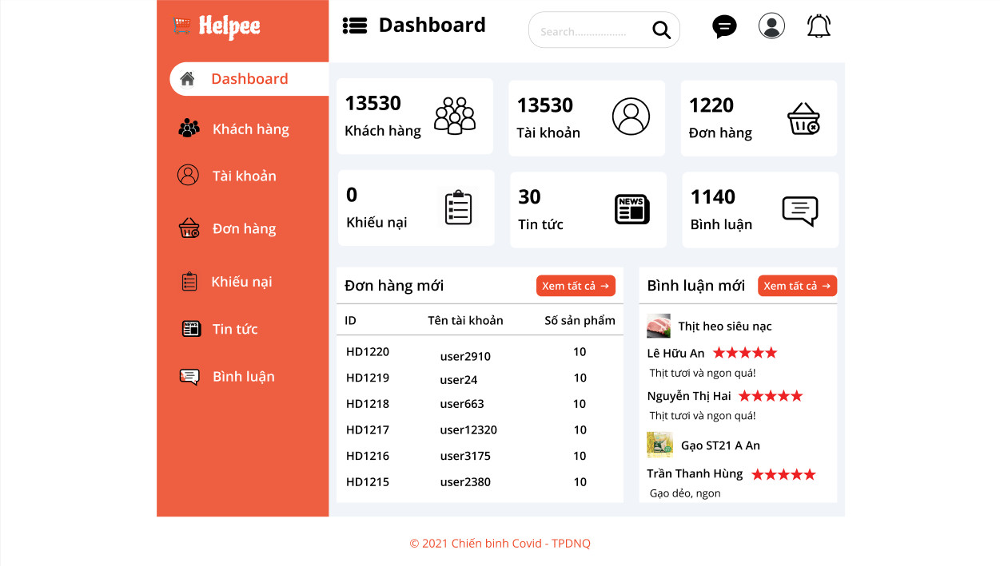 Helpee
Dashboard
Search..................
Dashboard
Khách hàng
Tài khoản
Đơn hàng
Khiếu nại
NEWS
Tin tức
Bình luận
13530
Khách hàng
13530
Tài khoản
1220
Đơn hàng
0
Khiếu nại
30
Tin tức
NEWS
1140
Bình luận
Đơn hàng mới
Xem tất cả →
ID Tên tài khoản Số sản phẩm
HD1220 user2910 10
HD1219 user24 10
HD1218 user663 10
HD1217 user12320 10
HD1216 user3175 10
HD1215 user2380 10
Bình luận mới
Xem tất cả →
Thịt heo siêu nạc
Lê Hữu An ★★★★★
Thịt tươi và ngon quá!
Nguyễn Thị Hai ★★★★★
Thịt tươi và ngon quá!
Gạo ST21 A An
Trần Thanh Hùng ★★★★★
Gạo dẻo, ngon
© 2021 Chiến binh Covid - TPDNQ